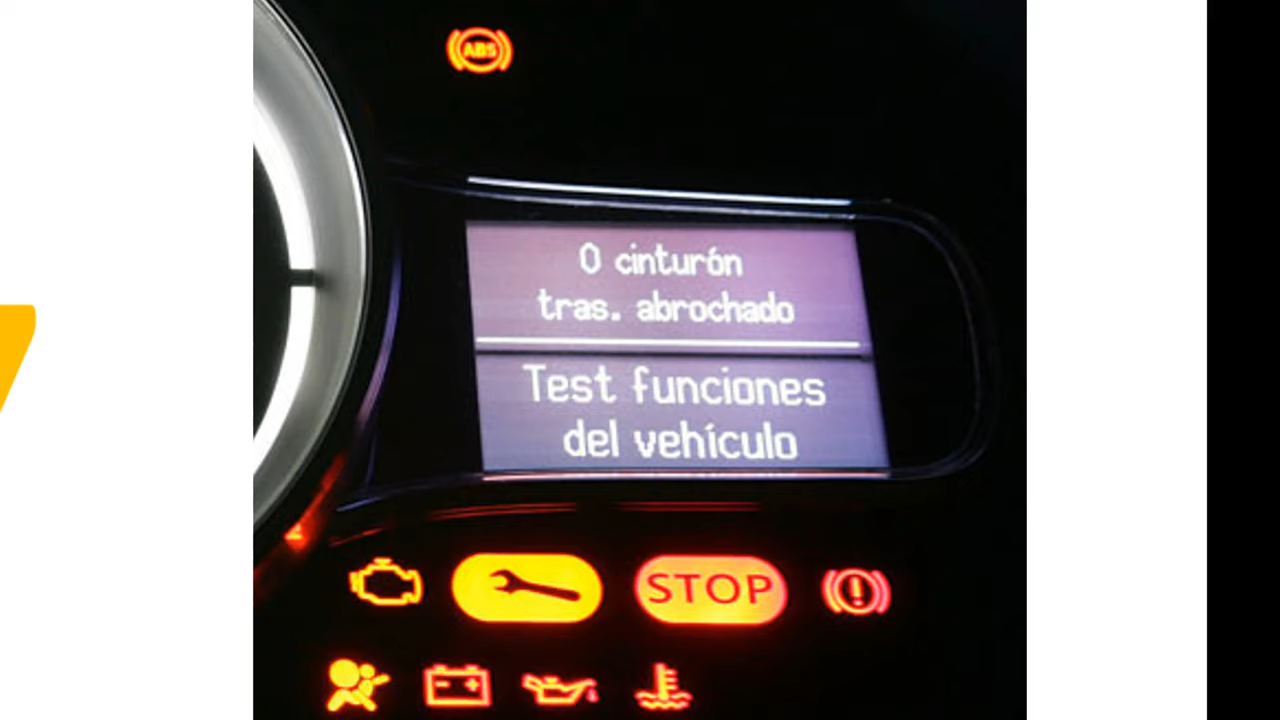 ABS
0 cinturón
tras. abrochado
Test funciones
del vehículo
STOP